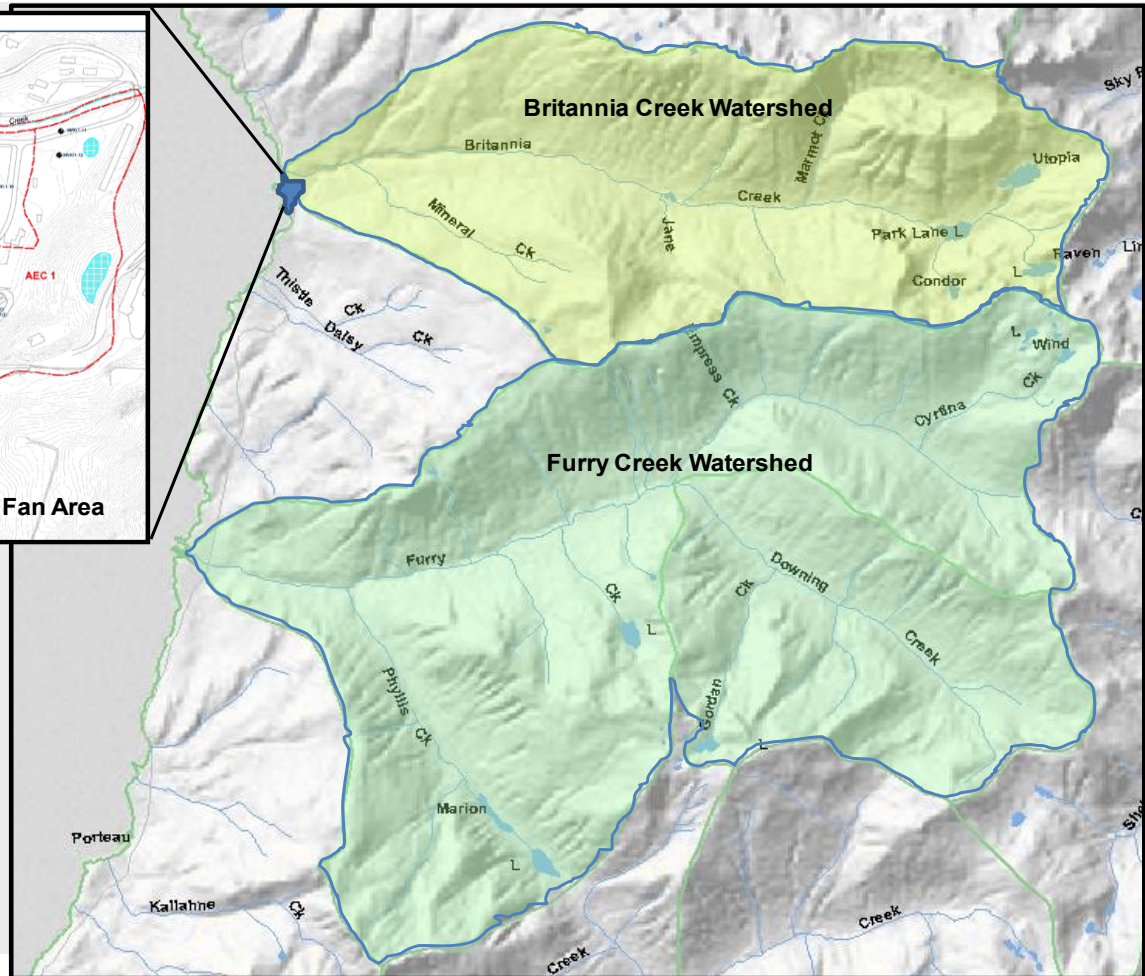 Creek
AEC 1
Fan Area
Britannia Creek Watershed
Sky
Britannia
Marmot
Utopia
Mineral
Ck
Jane
Creek
Park Lane L
Raven
Condor
L
Thistle
Ck
Daisy
Ck
Empress Ck
L
Wind
Ck
Cyrtina
Furry Creek Watershed
Furry
Ck
Downing
Ck
L
Creek
Phyllis
Ck
Gordan
L
Marion
L
Porteau
Kallahne
Ck
Creek
Creek